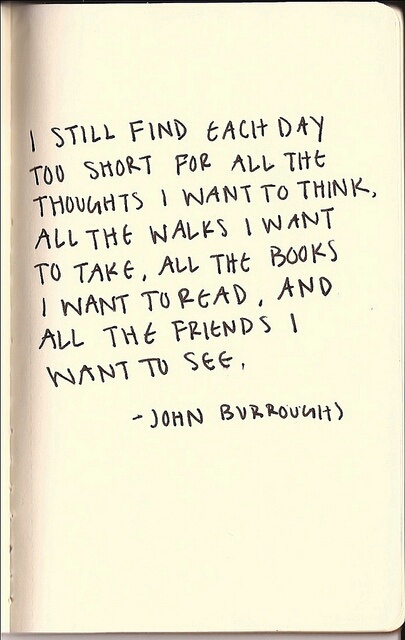 I STILL FIND EACH DAY
TOO SHORT FOR ALL THE
THOUGHTS I WANT TO THINK,
ALL THE WALKS I WANT
TO TAKE, ALL THE BOOKS
I WANT TO READ, AND
ALL THE FRIENDS I
WANT TO SEE.
- JOHN BURROUGHS